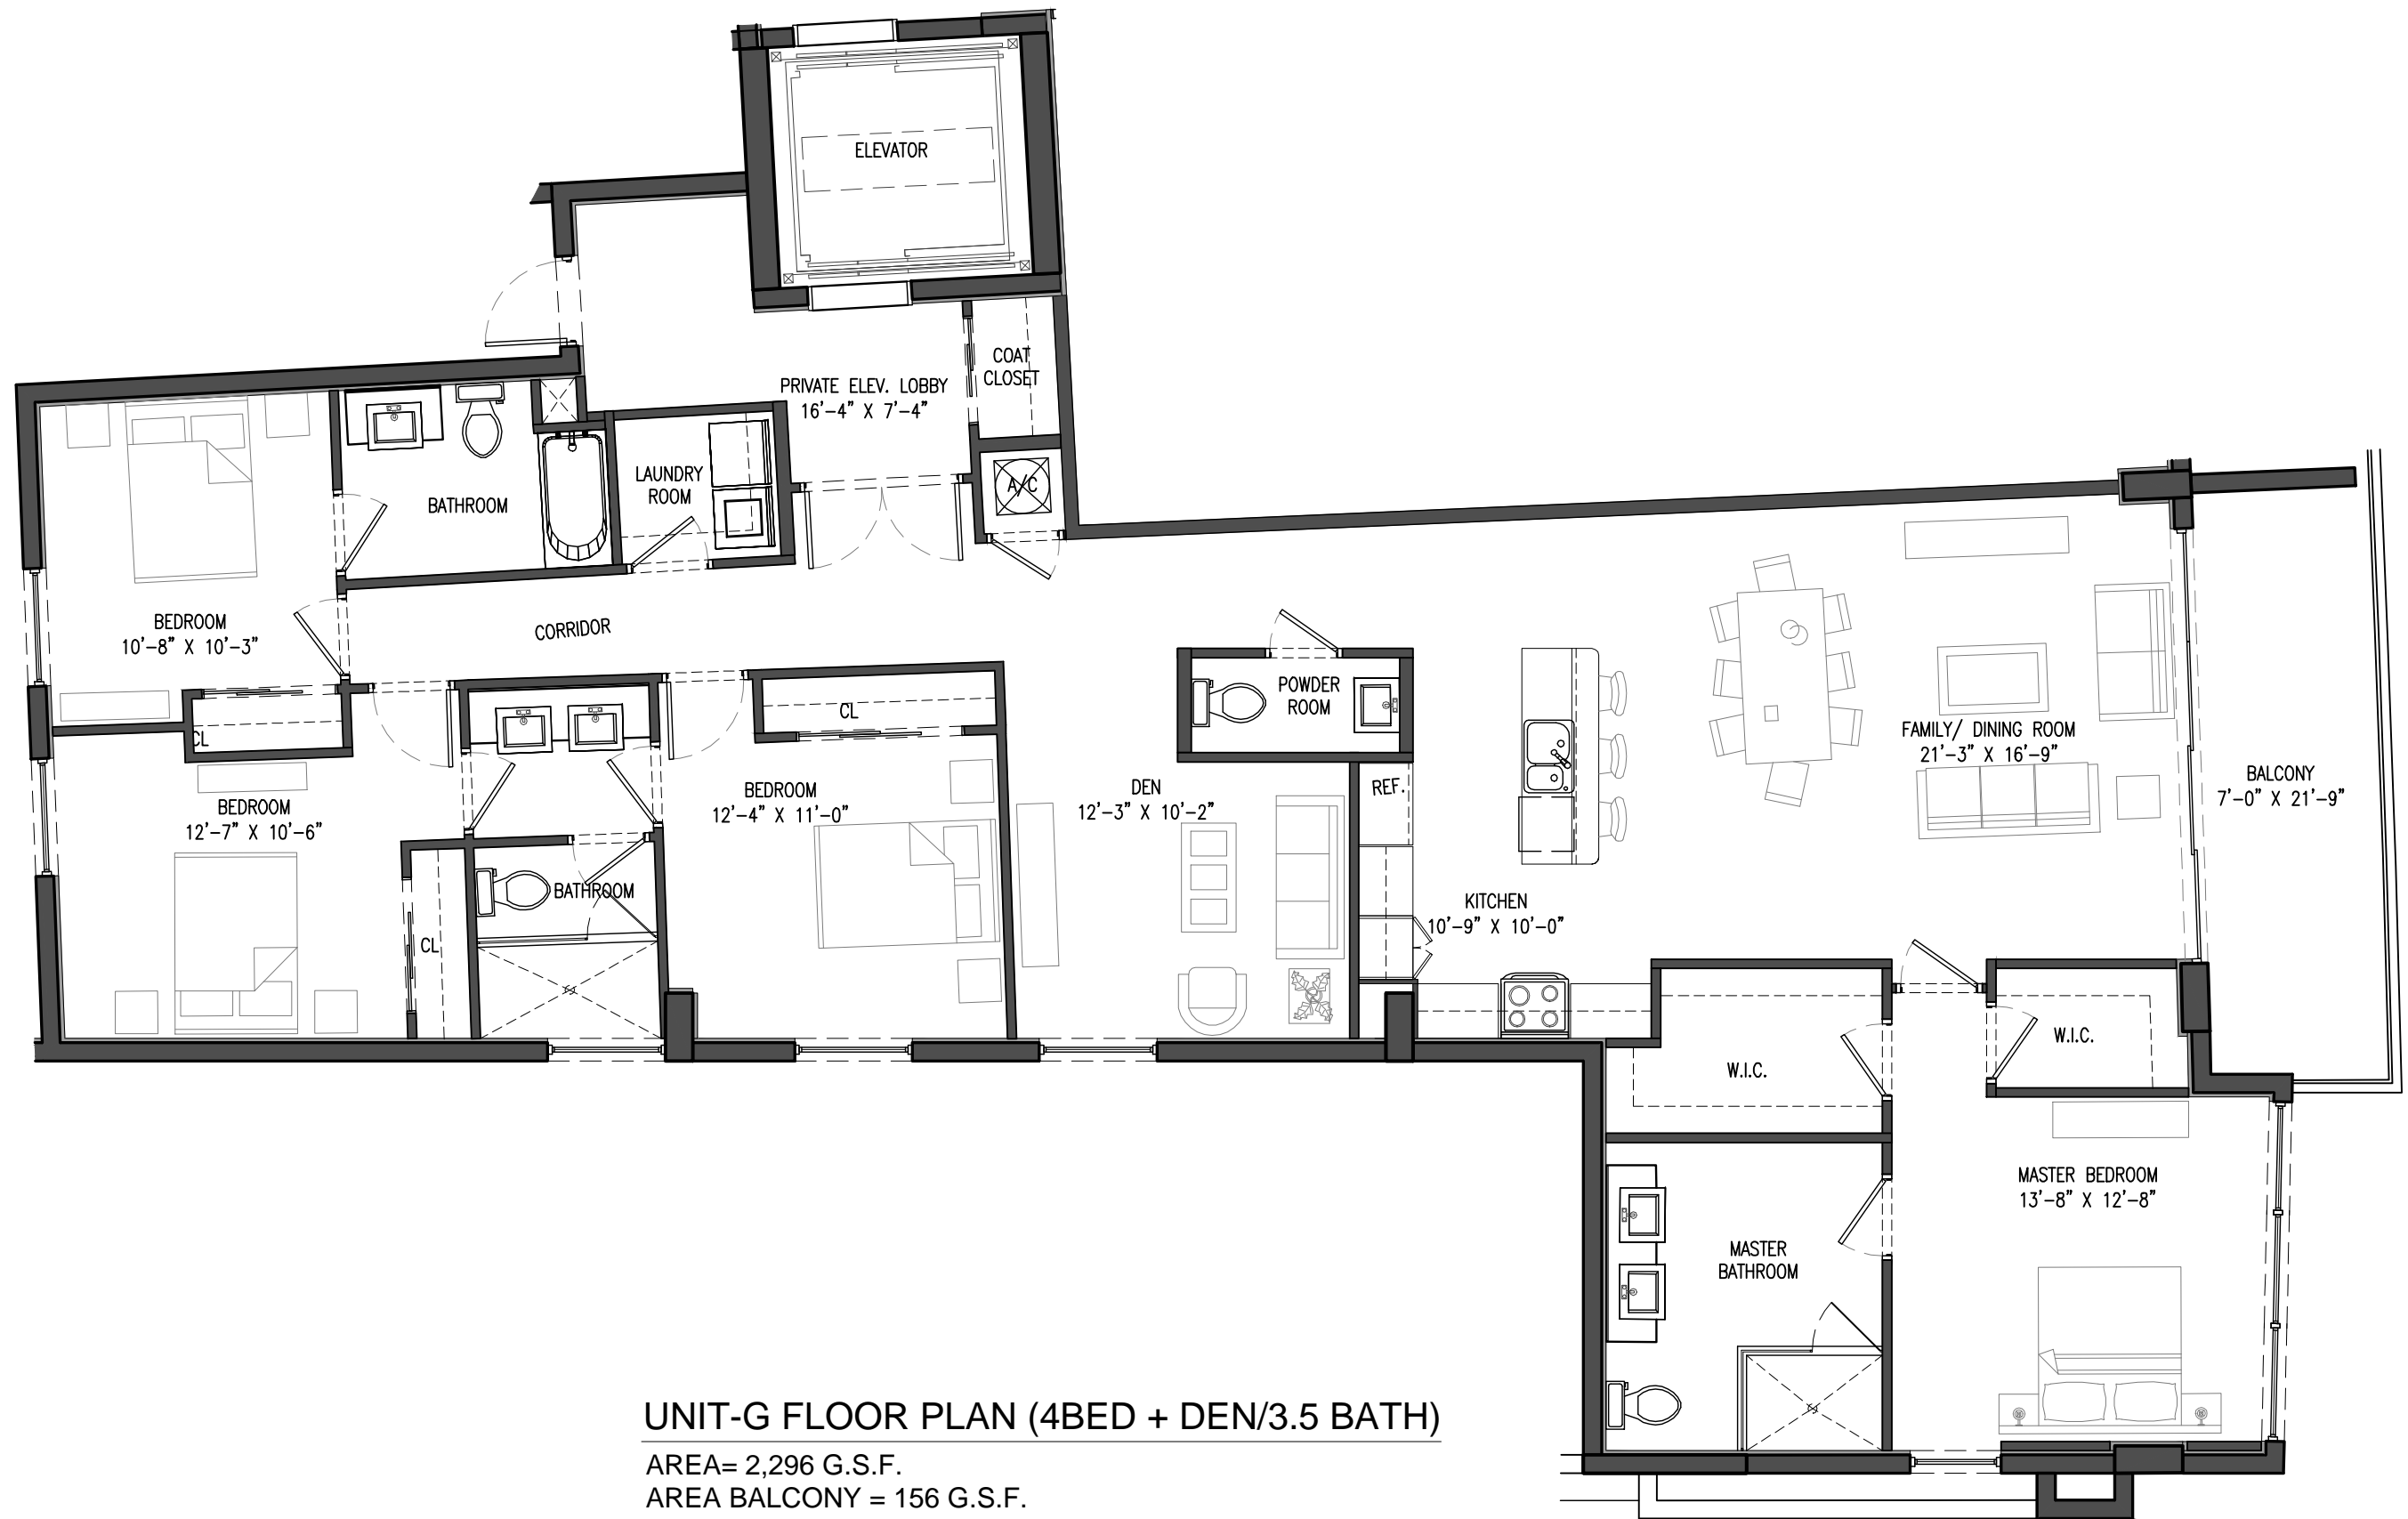 ELEVATOR
COAT
CLOSET
PRIVATE ELEV. LOBBY
16'-4" X 7'-4"
LAUNDRY
ROOM
A/C
BATHROOM
BEDROOM
10'-8" X 10'-3"
CORRIDOR
CL
POWDER
ROOM
CL
FAMILY/ DINING ROOM
21'-3" X 16'-9"
BALCONY
7'-0" X 21'-9"
BEDROOM
12'-7" X 10'-6"
BEDROOM
12'-4" X 11'-0"
DEN
12'-3" X 10'-2"
REF.
BATHROOM
KITCHEN
10'-9" X 10'-0"
CL
W.I.C.
W.I.C.
MASTER BEDROOM
13'-8" X 12'-8"
MASTER
BATHROOM
UNIT-G FLOOR PLAN (4BED + DEN/3.5 BATH)
AREA= 2,296 G.S.F.
AREA BALCONY = 156 G.S.F.